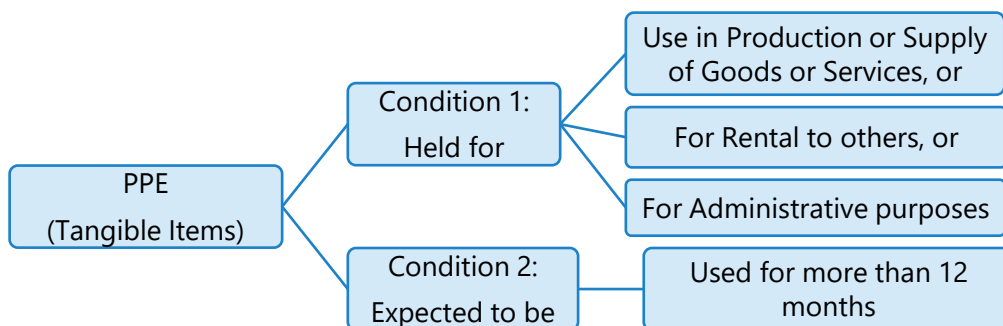 PPE
(Tangible Items)
Condition 1:
Held for
Use in Production or Supply
of Goods or Services, or
For Rental to others, or
For Administrative purposes
Condition 2:
Expected to be
Used for more than 12
months